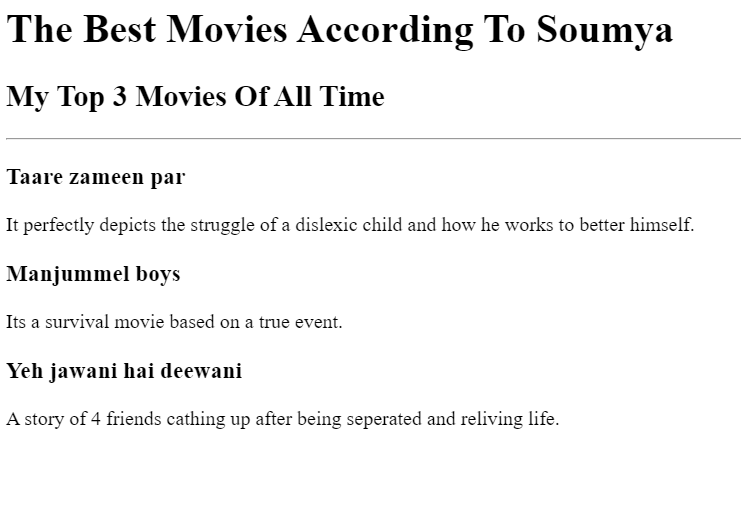 The Best Movies According To Soumya
My Top 3 Movies Of All Time
Taare zameen par
It perfectly depicts the struggle of a dislexic child and how he works to better himself.
Manjummel boys
Its a survival movie based on a true event.
Yeh jawani hai deewani
A story of 4 friends cathing up after being seperated and reliving life.